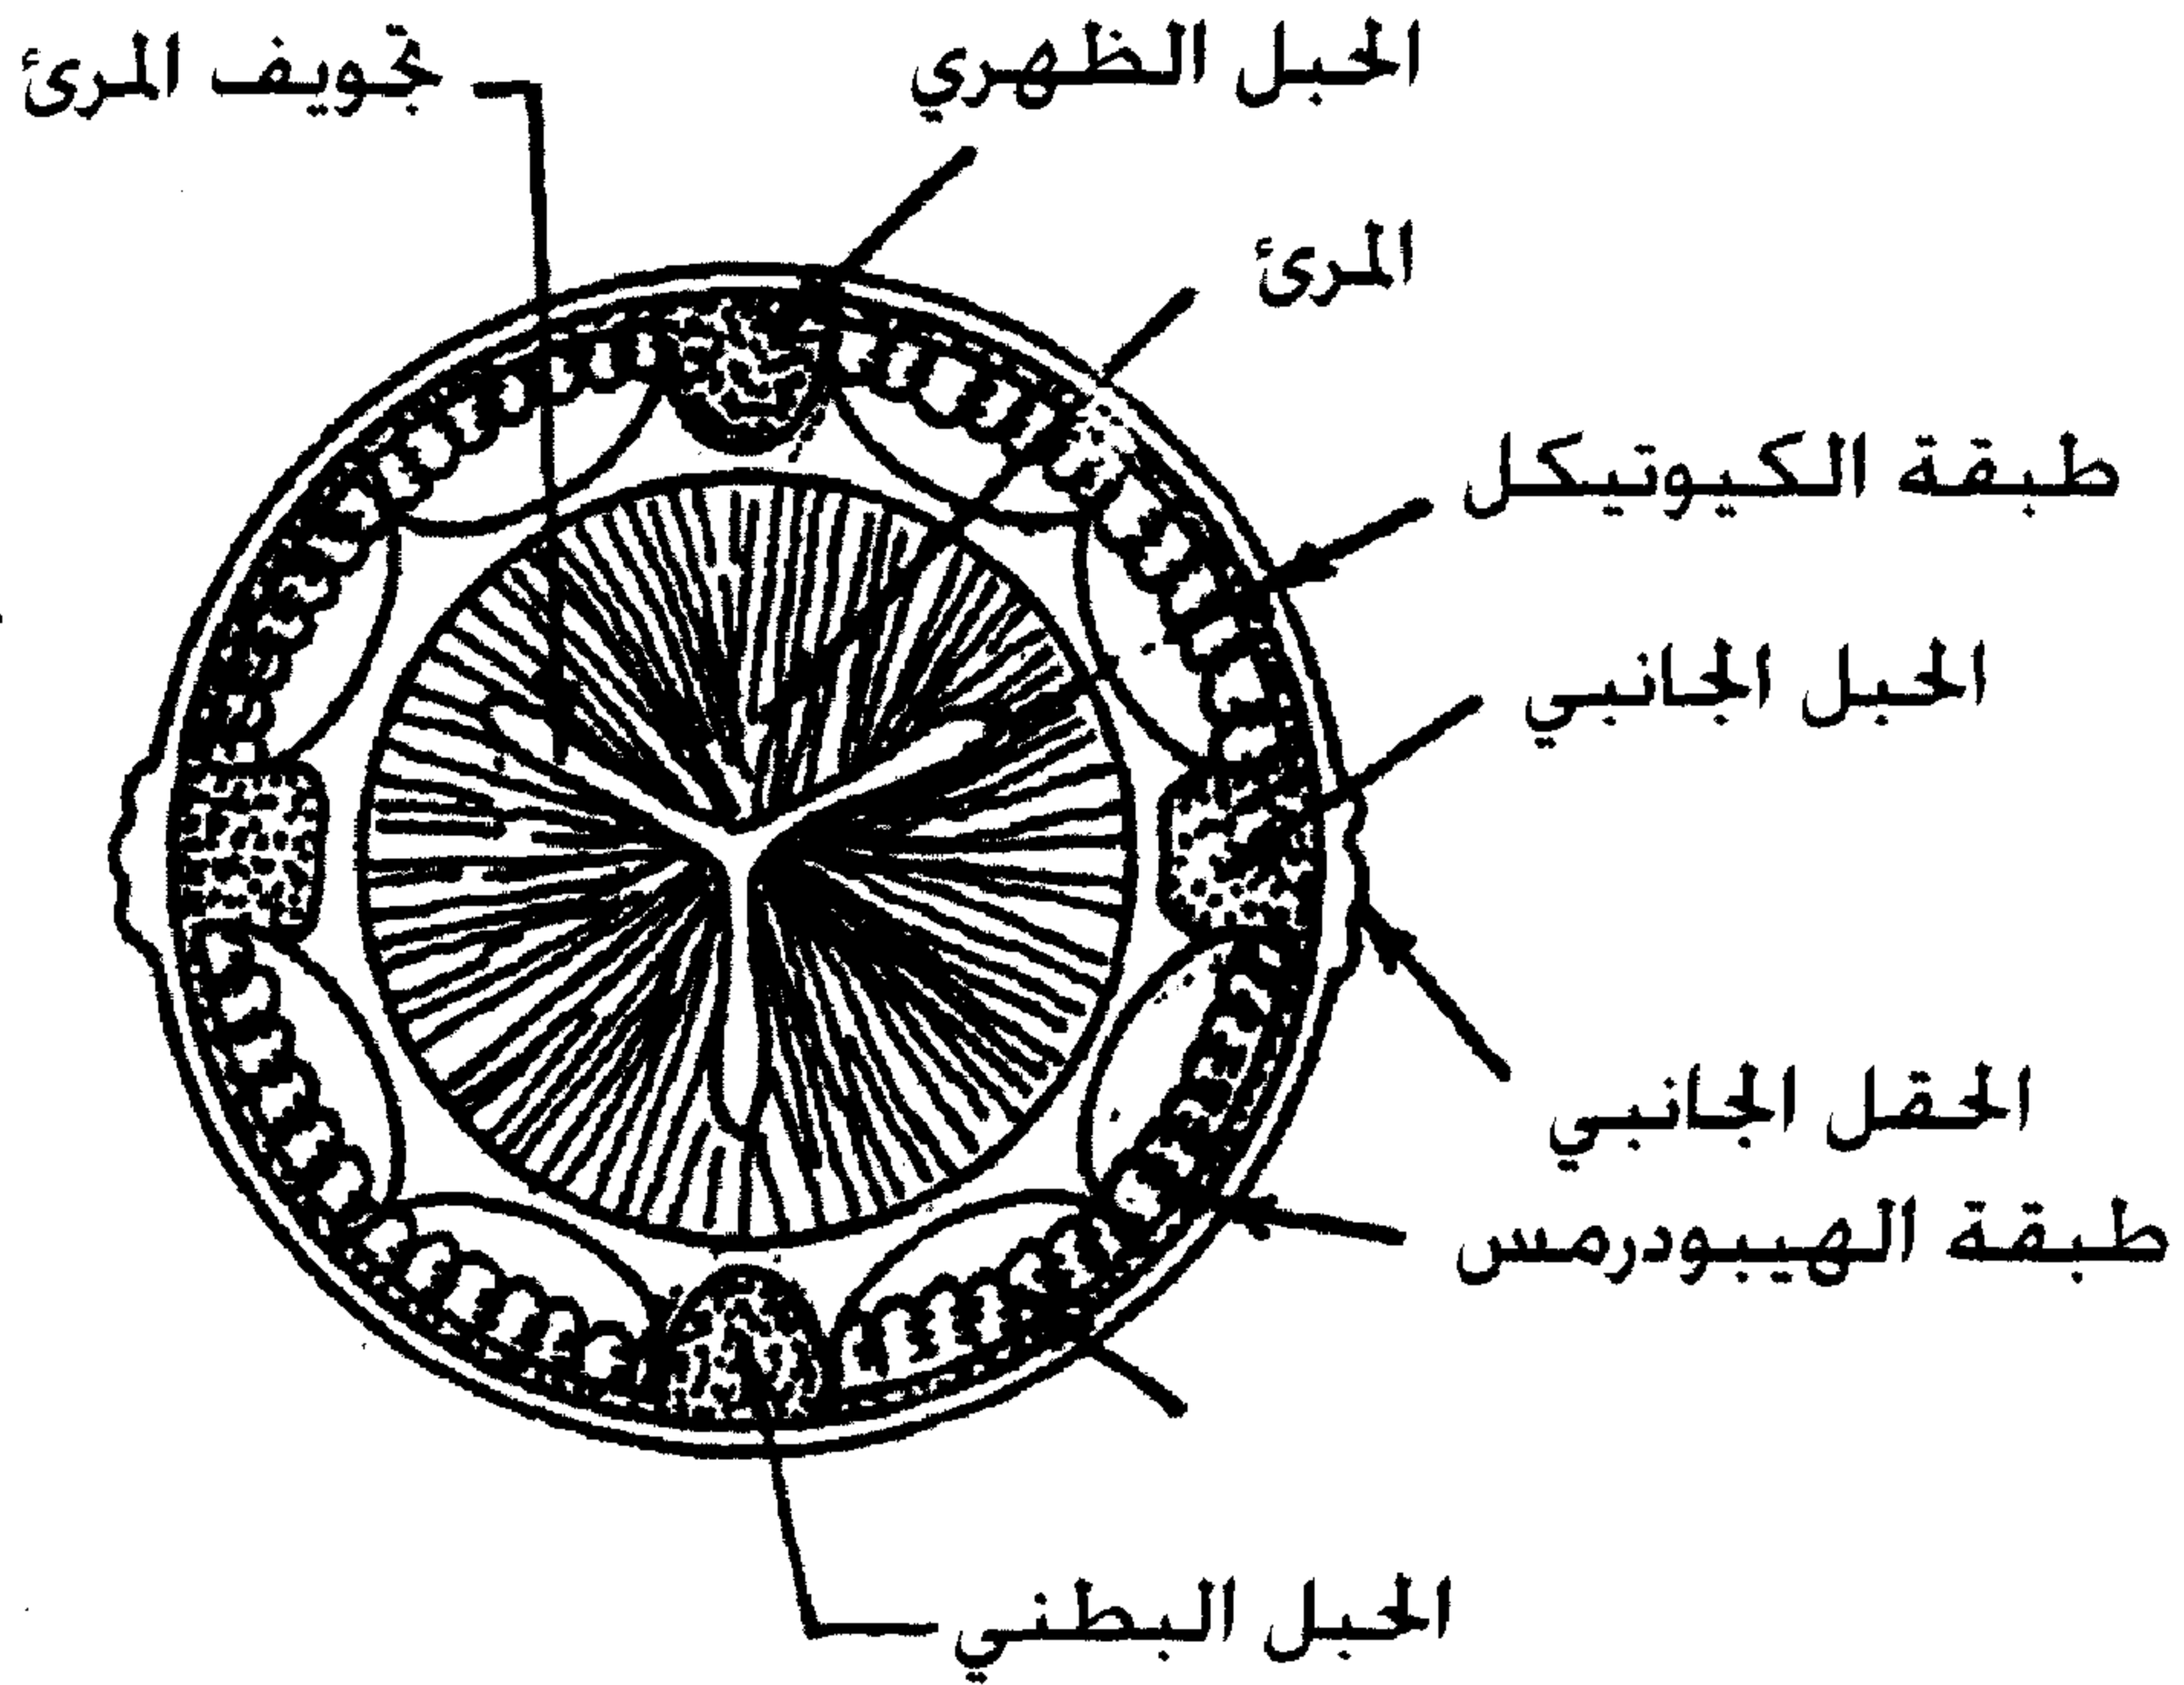 الحبل الظهري
تجويف المرئ
المرئ
طبقة الكيوتيكل
الحبل الجانبي
الحقل الجانبي
طبقة الهيبودرمس
الحبل البطني